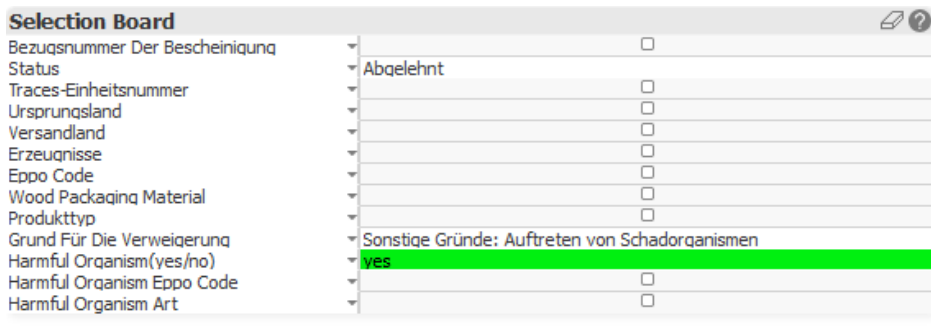 Selection Board
Bezugsnummer Der Bescheinigung
Status Abgelehnt
Traces-Einheitsnummer
Ursprungsland
Versandland
Erzeugnisse
Eppo Code
Wood Packaging Material
Produkttyp
Grund Für Die Verweigerung Sonstige Gründe: Auftreten von Schadorganismen
Harmful Organism(yes/no) yes
Harmful Organism Eppo Code
Harmful Organism Art